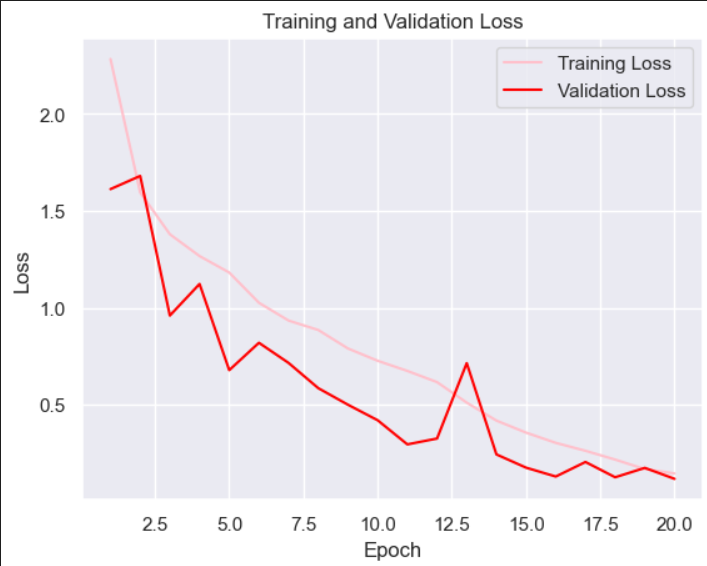 Training and Validation Loss
Training Loss
Validation Loss
2.0
1.5
1.0
0.5
Loss
2.5 5.0 7.5 10.0 12.5 15.0 17.5 20.0
Epoch